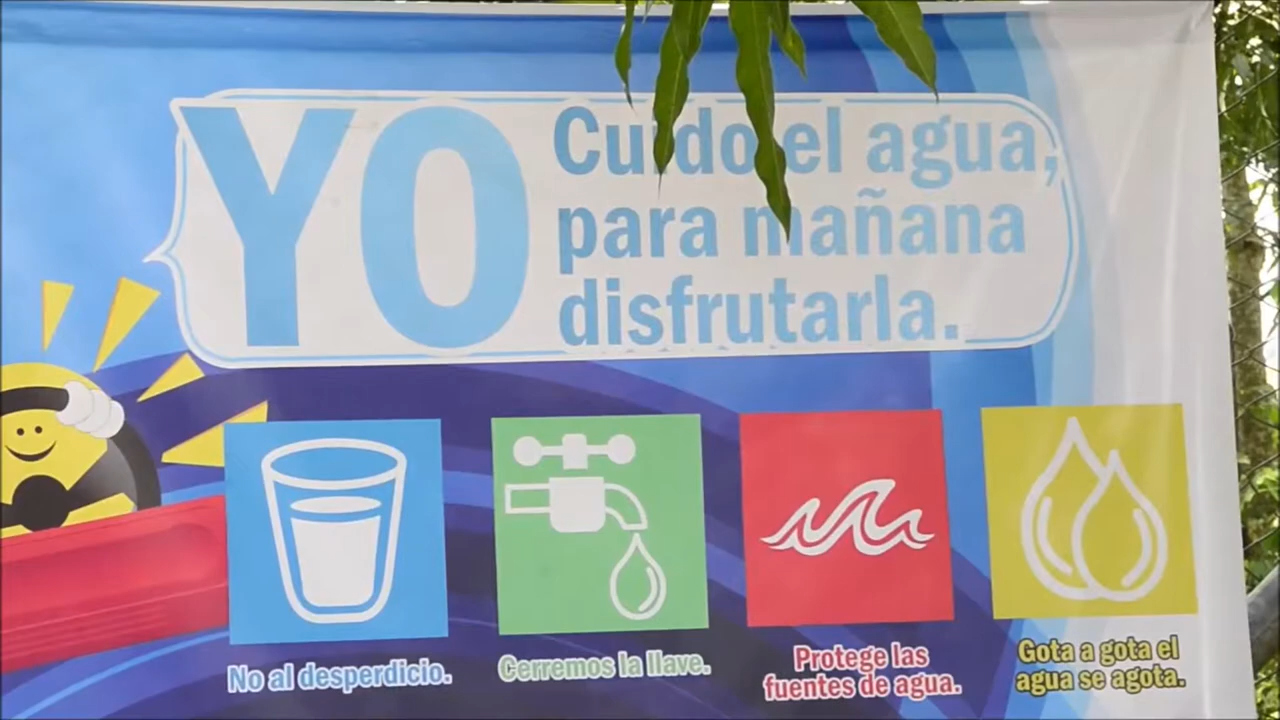 YO
Cuido el agua,
para mañana
disfrutarla.
No al desperdicio.
Cerremos la llave.
Protege las
fuentes de agua.
Gota a gota el
agua se agota.